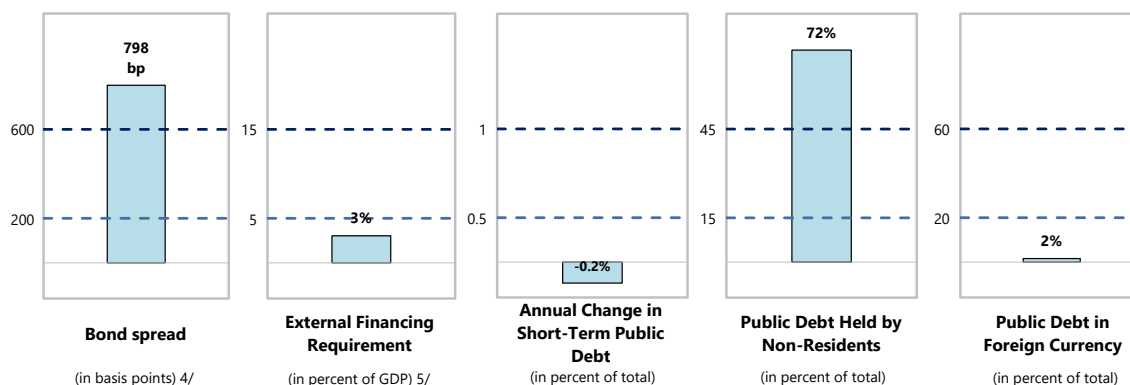 798
bp
600
200
Bond spread
(in basis points) 4/
15
5
3%
External Financing
Requirement
(in percent of GDP) 5/
1
0.5
-0.2%
Annual Change in
Short-Term Public
Debt
(in percent of total)
72%
45
15
Public Debt Held by
Non-Residents
(in percent of total)
60
20
2%
Public Debt in
Foreign Currency
(in percent of total)